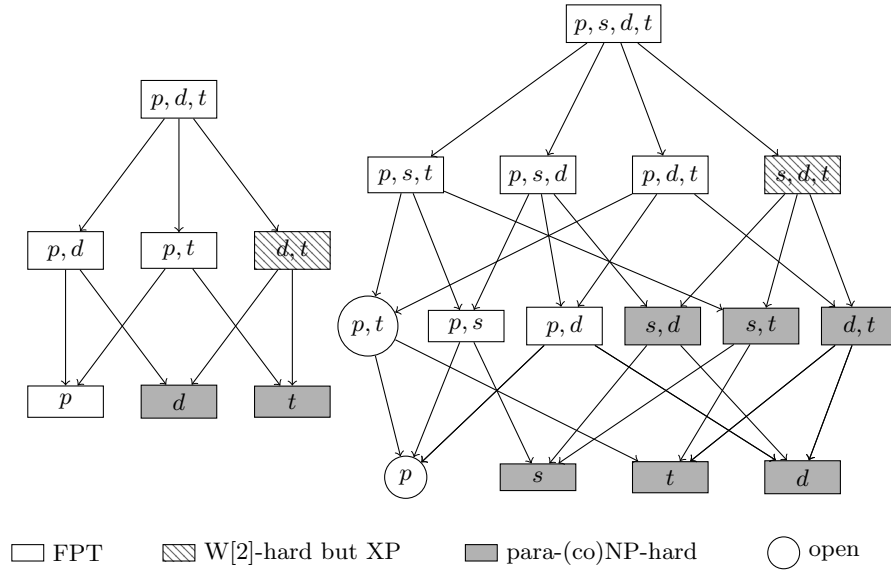 p, s, d, t
p, d, t
p, s, t
p, s, d
p, d, t
s, d, t
p, d
p, t
d, t
p, t
p, s
p, d
s, d
s, t
d, t
p
d
t
p
s
t
d
FPT
W[2]-hard but XP
para-(co)NP-hard
open